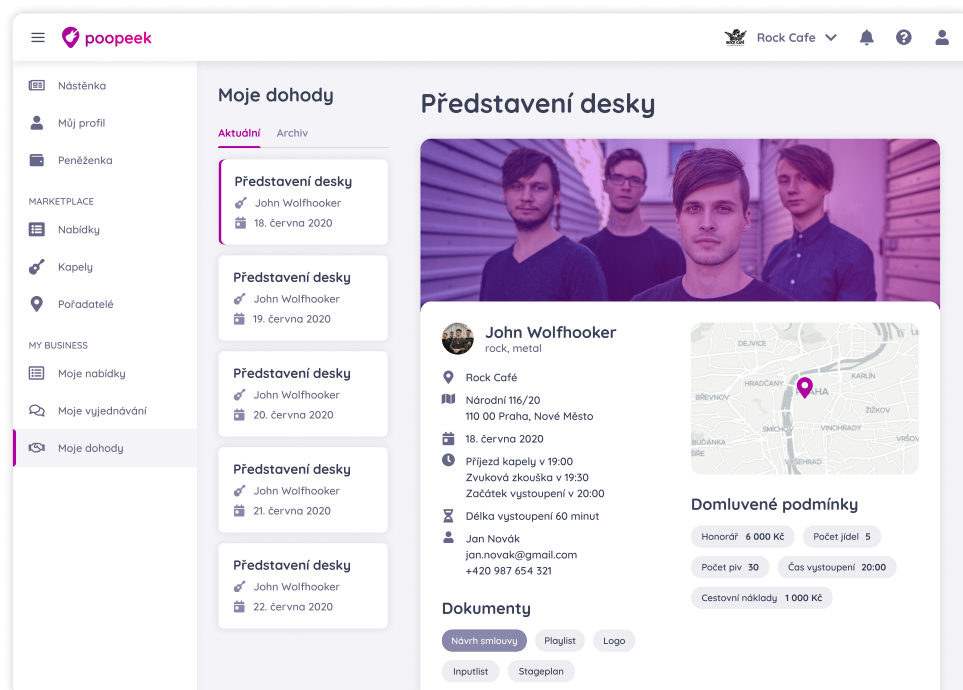 poopeek
ROCK CAFE
Rock Cafe
Nástěnka
Můj profil
Peněženka
MARKETPLACE
Nabídky
Kapely
Pořadatelé
MY BUSINESS
Moje nabídky
Moje vyjednávání
Moje dohody
Moje dohody
Aktuální
Archiv
Představení desky
John Wolfhooker
18. června 2020
Představení desky
John Wolfhooker
19. června 2020
Představení desky
John Wolfhooker
20. června 2020
Představení desky
John Wolfhooker
21. června 2020
Představení desky
John Wolfhooker
22. června 2020
Představení desky
John Wolfhooker
rock, metal
Rock Café
Národní 116/20
110 00 Praha, Nové Město
18. června 2020
Příjezd kapely v 19:00
Zvuková zkouška v 19:30
Začátek vystoupení v 20:00
Délka vystoupení 60 minut
Jan Novák
jan.novak@gmail.com
+420 987 654 321
Dokumenty
Návrh smlouvy
Playlist
Logo
Inputlist
Stageplan
DEJVICE
HRADČANY
KARLÍN
BŘEVNOV
AHA
ŽIŽKOV
SMÍCHOV
VINOHRADY
VRŠOV
BUDÁNKA
SÍRE
VYŠEHRAD
Domluvené podmínky
Honorář 6 000 Kč
Počet jídel 5
Počet piv 30
Čas vystoupení 20:00
Cestovní náklady 1 000 Kč